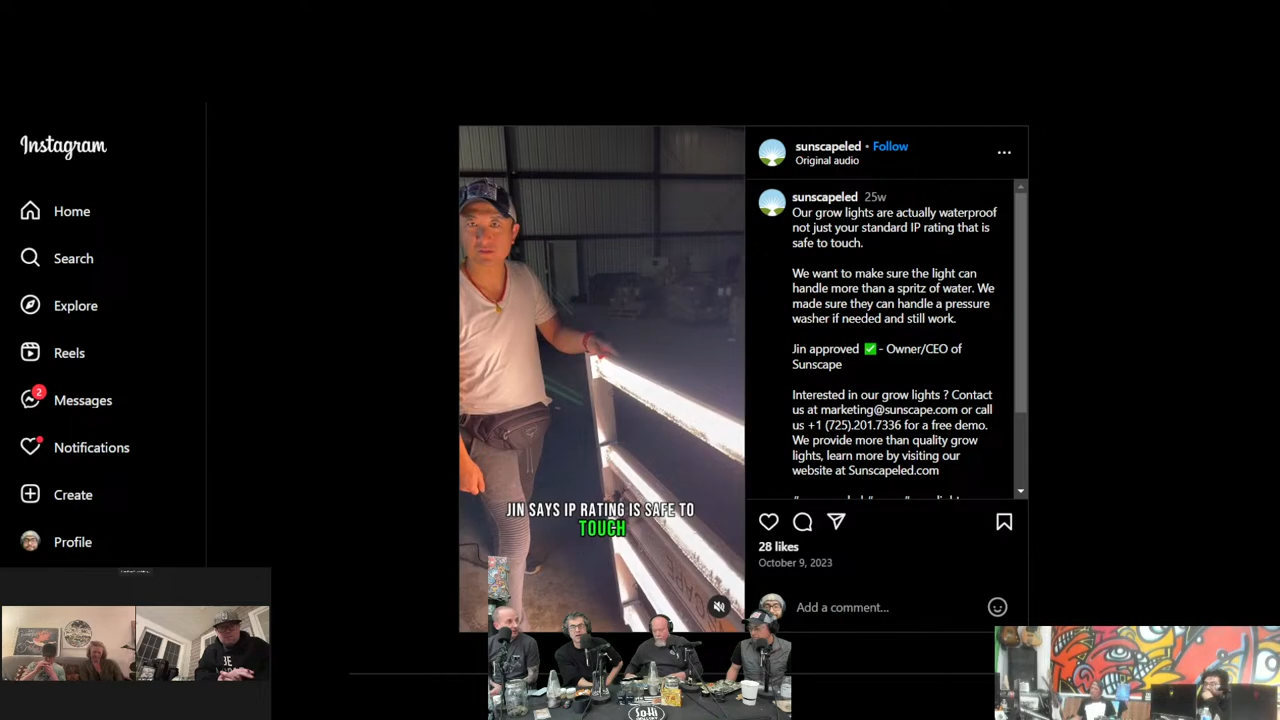 Instagram
Home
Search
Explore
Reels
2
Messages
Notifications
Create
Profile
JIN SAYS IP RATING IS SAFE TO
TOUCH
sunscapeled • Follow
Original audio
sunscapeled 25w
Our grow lights are actually waterproof
not just your standard IP rating that is
safe to touch.
We want to make sure the light can
handle more than a spritz of water. We
made sure they can handle a pressure
washer if needed and still work.
Jin approved ✅ - Owner/CEO of
Sunscape
Interested in our grow lights ? Contact
us at marketing@sunscape.com or call
us +1 (725).201.7336 for a free demo.
We provide more than quality grow
lights, learn more by visiting our
website at Sunscapeled.com
28 likes
October 9, 2023
Add a comment...
BE